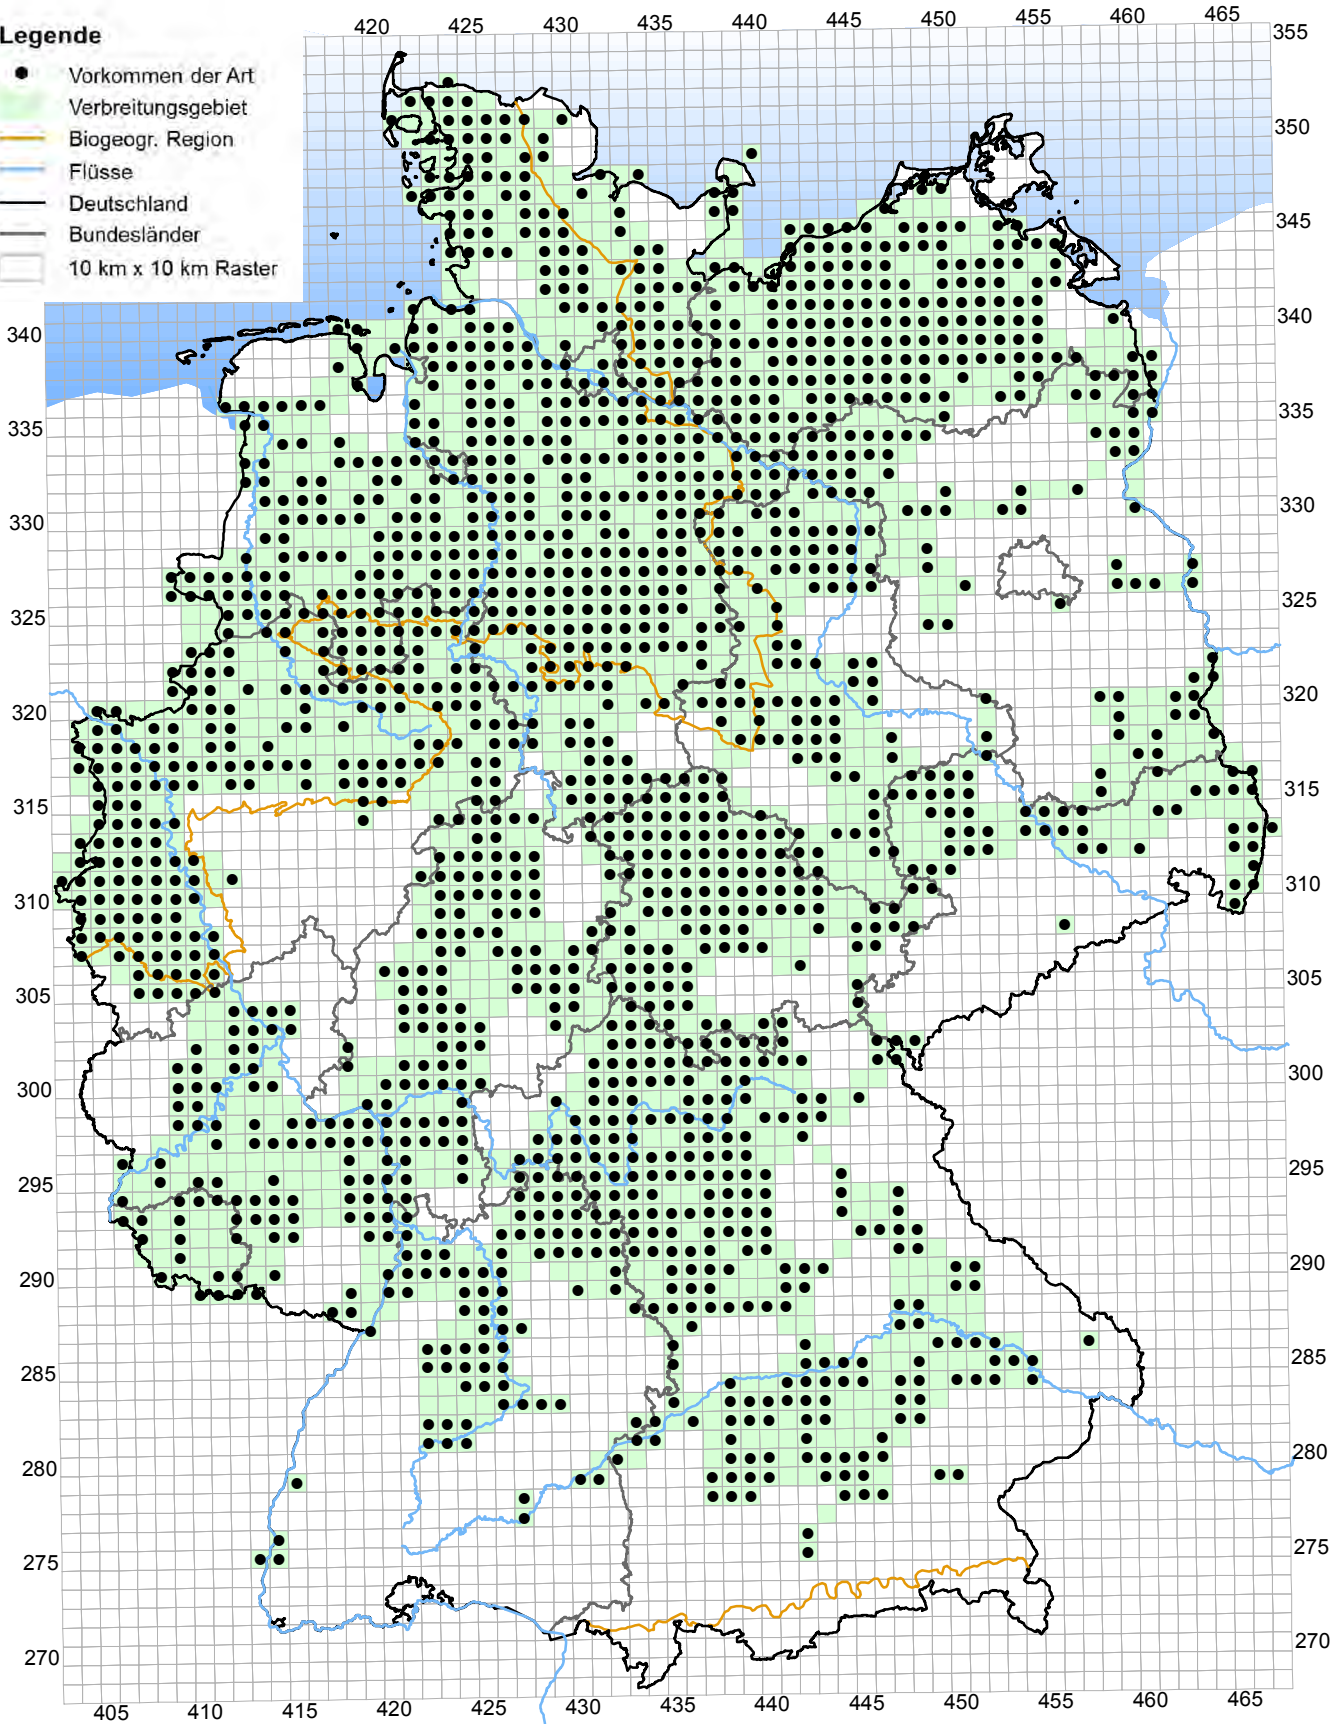 420 425 430 435 440 445 450 455 460 465
Legende
Vorkommen der Art
Verbreitungsgebiet
Biogeogr. Region
Flüsse
Deutschland
Bundesländer
10 km x 10 km Raster
355
350
345
340 340
335 335
330 330
325 325
320 320
315 315
310 310
305 305
300 300
295 295
290 290
285 285
280 280
275 275
270 270
405 410 415 420 425 430 435 440 445 450 455 460 465